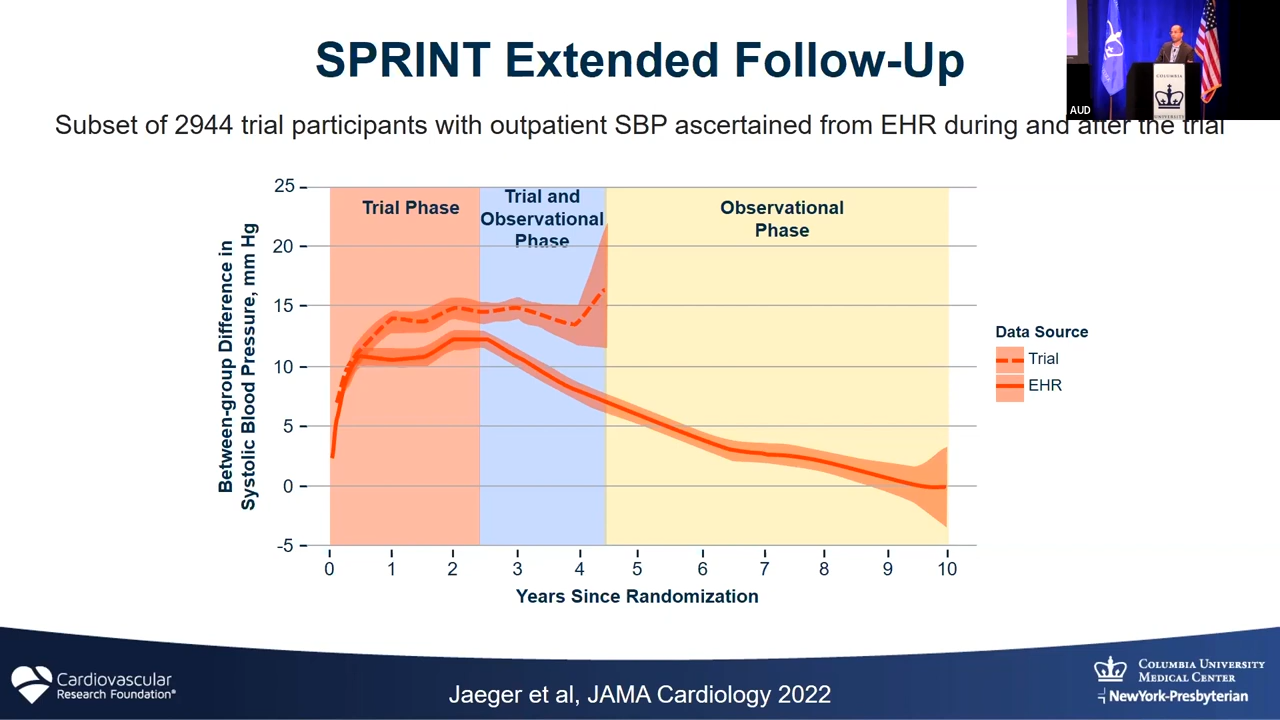 SPRINT Extended Follow-Up
AUD
Subset of 2944 trial participants with outpatient SBP ascertained from EHR during and after the trial
Between-group Difference in
Systolic Blood Pressure, mm Hg
25
20
15
10
5
0
-5
Trial Phase
Trial and
Observational
Phase
Observational
Phase
0 1 2 3 4 5 6 7 8 9 10
Years Since Randomization
Data Source
Trial
EHR
Cardiovascular
Research Foundation®
Jaeger et al, JAMA Cardiology 2022
COLUMBIA UNIVERSITY
MEDICAL CENTER
NewYork-Presbyterian
COLUMBIA
UNIVERSITY